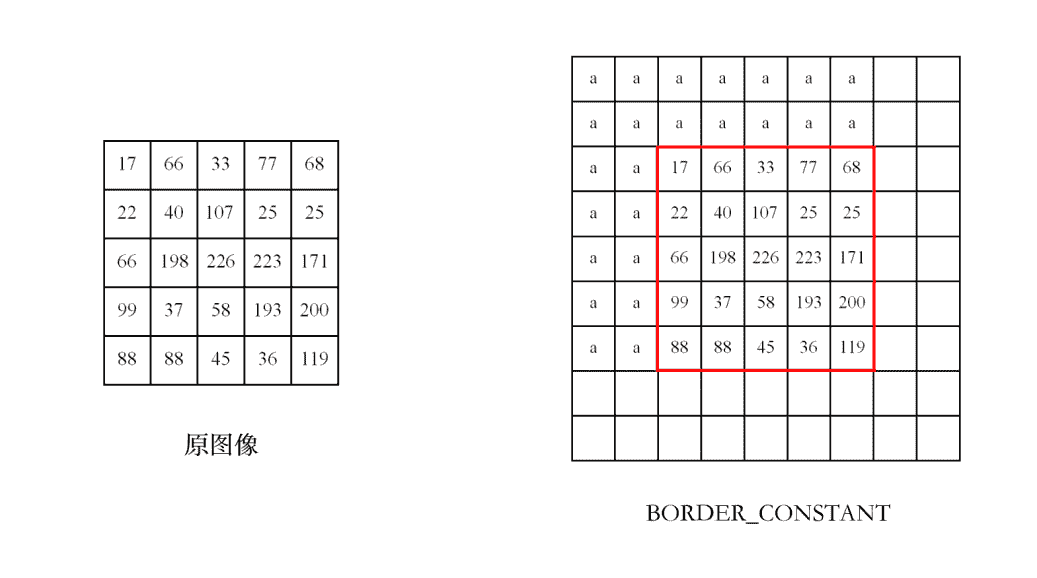 17 66 33 77 68
22 40 107 25 25
66 198 226 223 171
99 37 58 193 200
88 88 45 36 119
原图像
a a a a a a a
a a a a a a a
a a 17 66 33 77 68
a a 22 40 107 25 25
a a 66 198 226 223 171
a a 99 37 58 193 200
a a 88 88 45 36 119
BORDER_CONSTANT